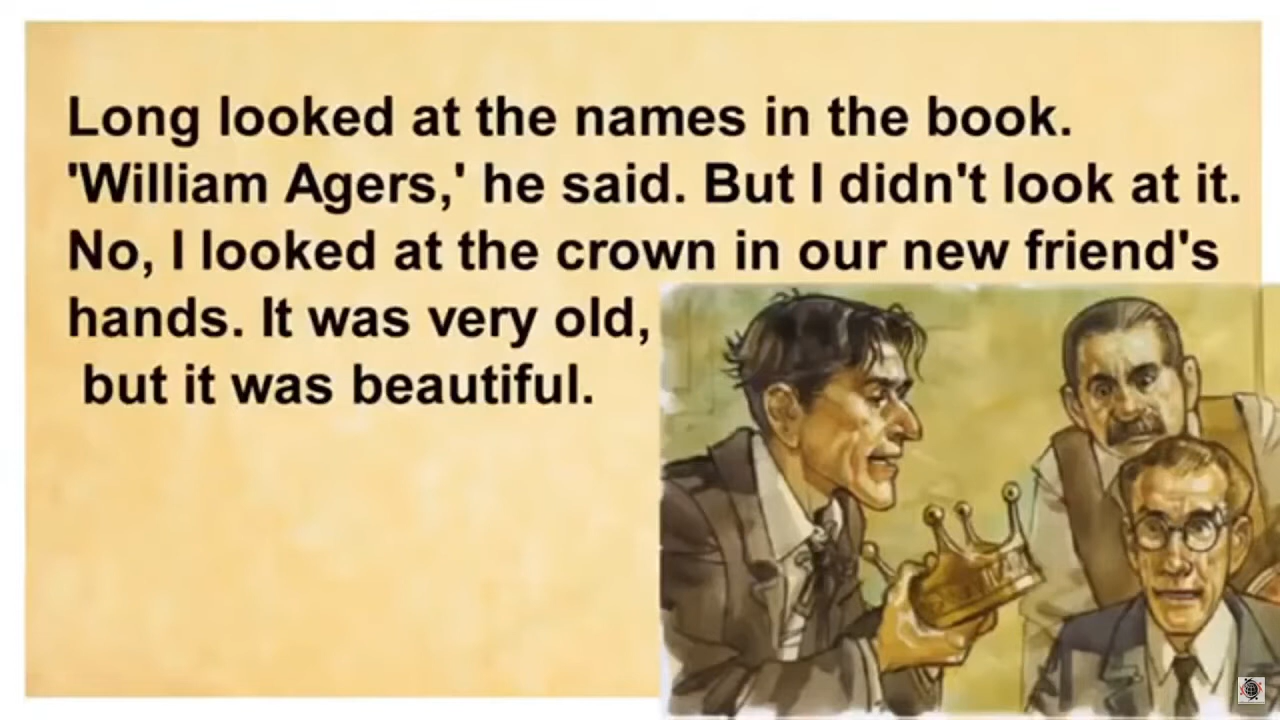 Long looked at the names in the book.
'William Agers,' he said. But I didn't look at it.
No, I looked at the crown in our new friend's
hands. It was very old,
but it was beautiful.